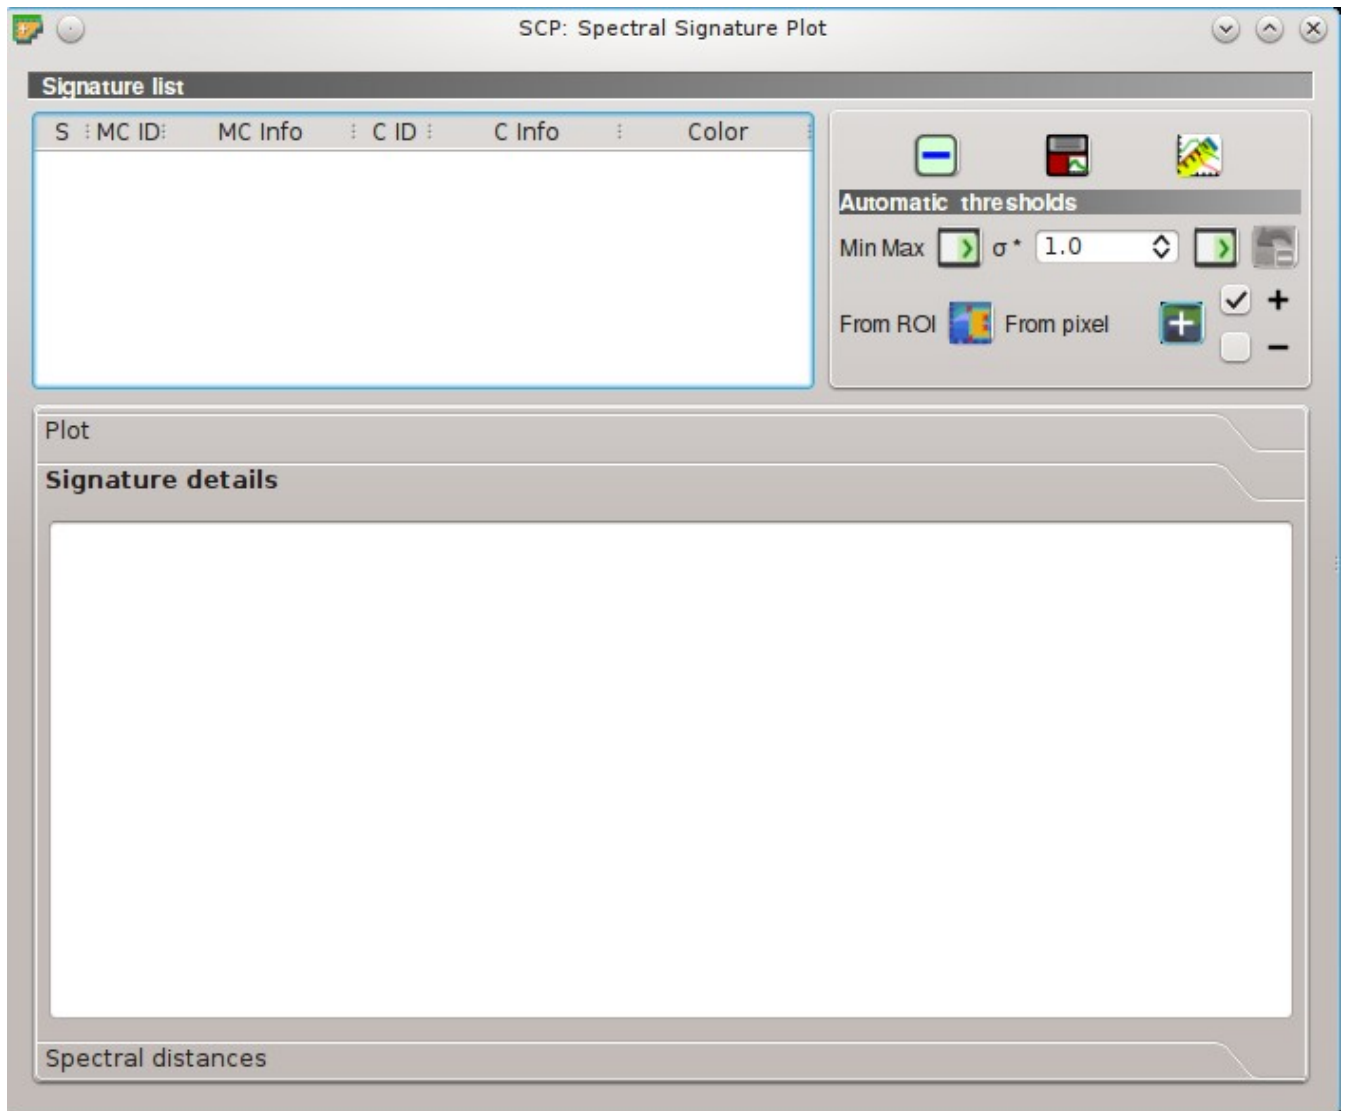 SCP: Spectral Signature Plot
Signature list
S MC ID MC Info C ID C Info Color
Automatic thresholds
Min Max σ * 1.0
From ROI From pixel + 
−
Plot
Signature details
Spectral distances